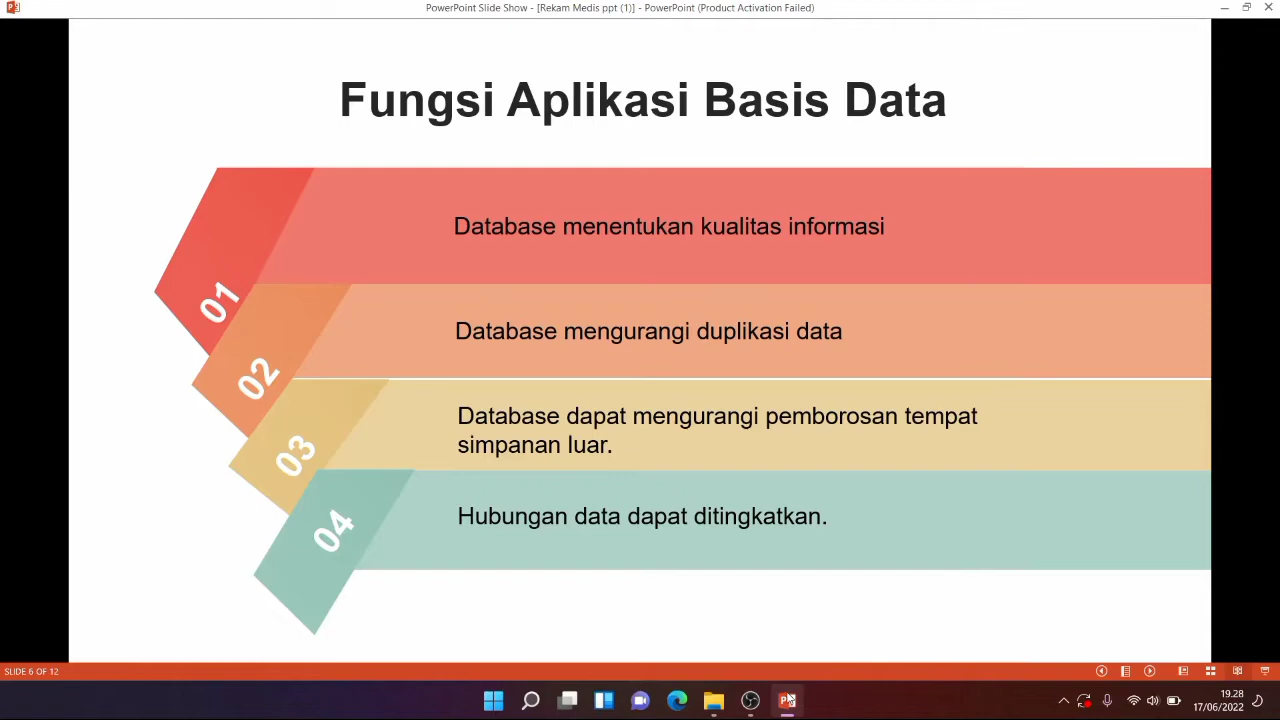 PowerPoint Slide Show - [Rekam Medis ppt (1)] - PowerPoint (Product Activation Failed)
Fungsi Aplikasi Basis Data
01
Database menentukan kualitas informasi
02
Database mengurangi duplikasi data
03
Database dapat mengurangi pemborosan tempat
simpanan luar.
04
Hubungan data dapat ditingkatkan.
SLIDE 6 OF 12
19.28
17/06/2022